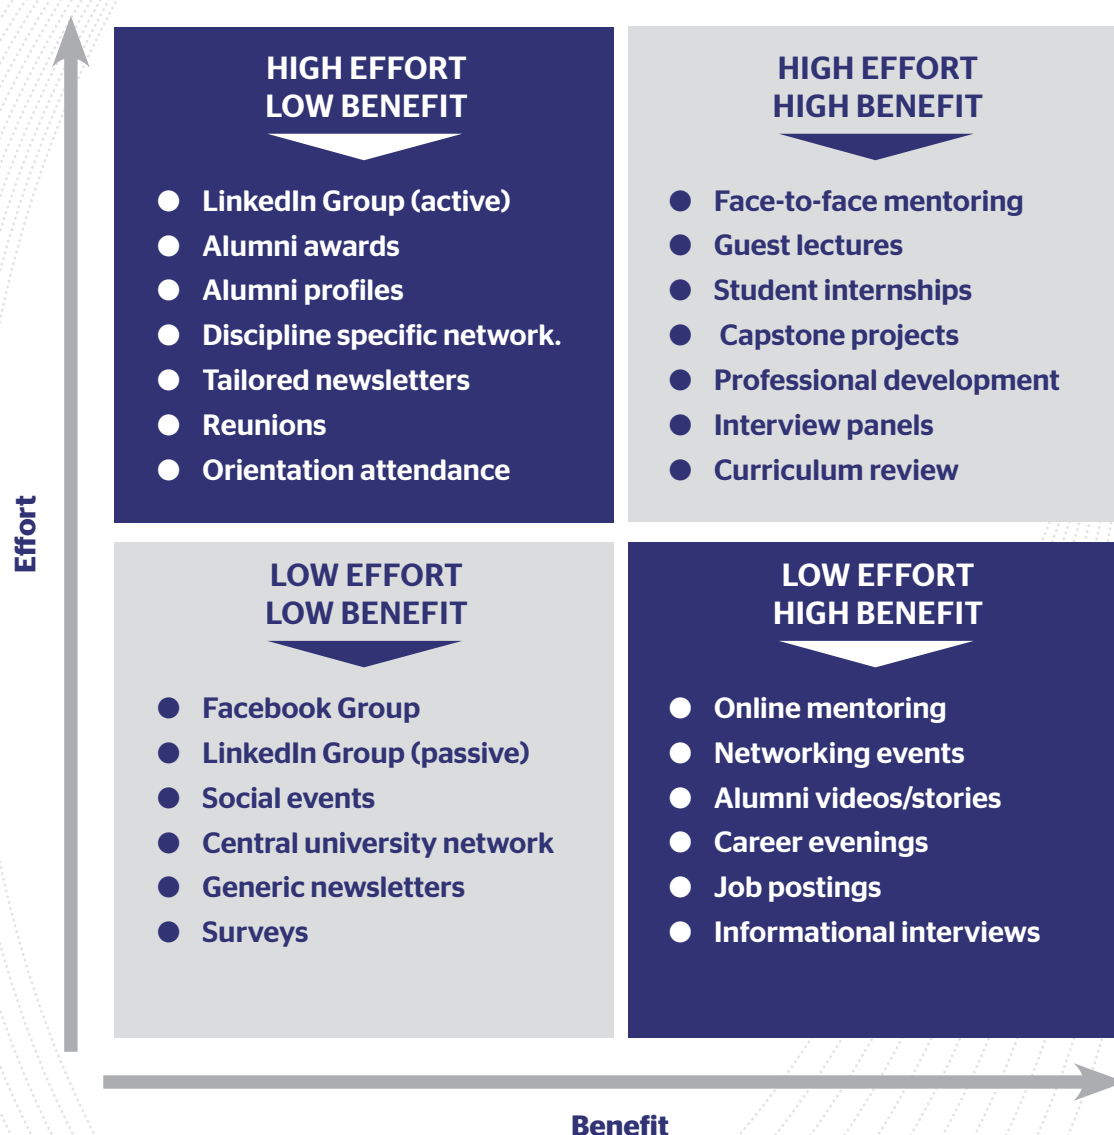 HIGH EFFORT
LOW BENEFIT
LinkedIn Group (active)
Alumni awards
Alumni profiles
Discipline specific network.
Tailored newsletters
Reunions
Orientation attendance
HIGH EFFORT
HIGH BENEFIT
Face-to-face mentoring
Guest lectures
Student internships
Capstone projects
Professional development
Interview panels
Curriculum review
Effort
LOW EFFORT
LOW BENEFIT
Facebook Group
LinkedIn Group (passive)
Social events
Central university network
Generic newsletters
Surveys
LOW EFFORT
HIGH BENEFIT
Online mentoring
Networking events
Alumni videos/stories
Career evenings
Job postings
Informational interviews
Benefit